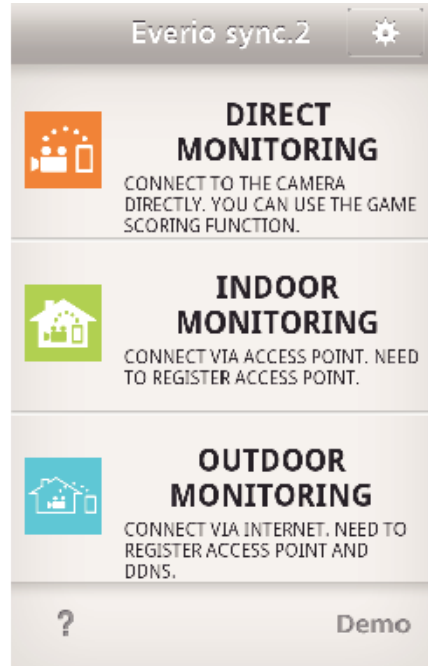 Everio sync.2
DIRECT
MONITORING
CONNECT TO THE CAMERA
DIRECTLY. YOU CAN USE THE GAME
SCORING FUNCTION.
INDOOR
MONITORING
CONNECT VIA ACCESS POINT. NEED
TO REGISTER ACCESS POINT.
OUTDOOR
MONITORING
CONNECT VIA INTERNET. NEED TO
REGISTER ACCESS POINT AND
DDNS.
? Demo